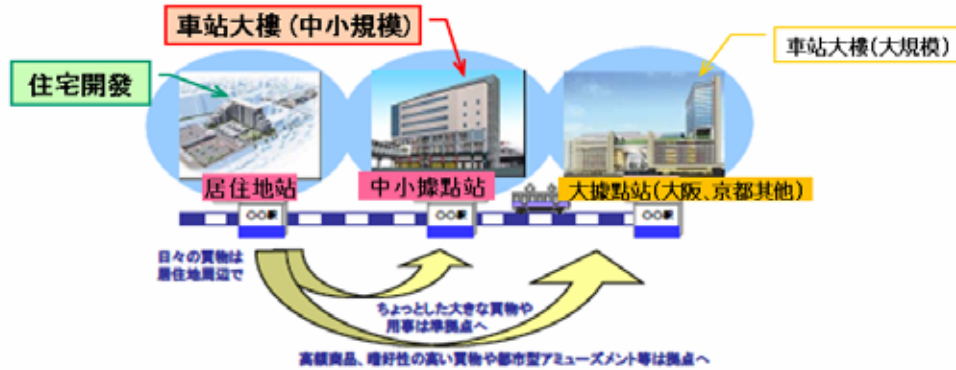 車站大樓(中小規模)
車站大樓(大規模)
住宅開發
居住地站
中小據點站
大據點站(大阪、京都其他)
○○駅
○○駅
○○駅
日々の買物は
居住地周辺で
ちょっとした大きな買物や
用事は準拠点へ
高額商品、嗜好性の高い買物や都市型アミューズメント等は拠点へ